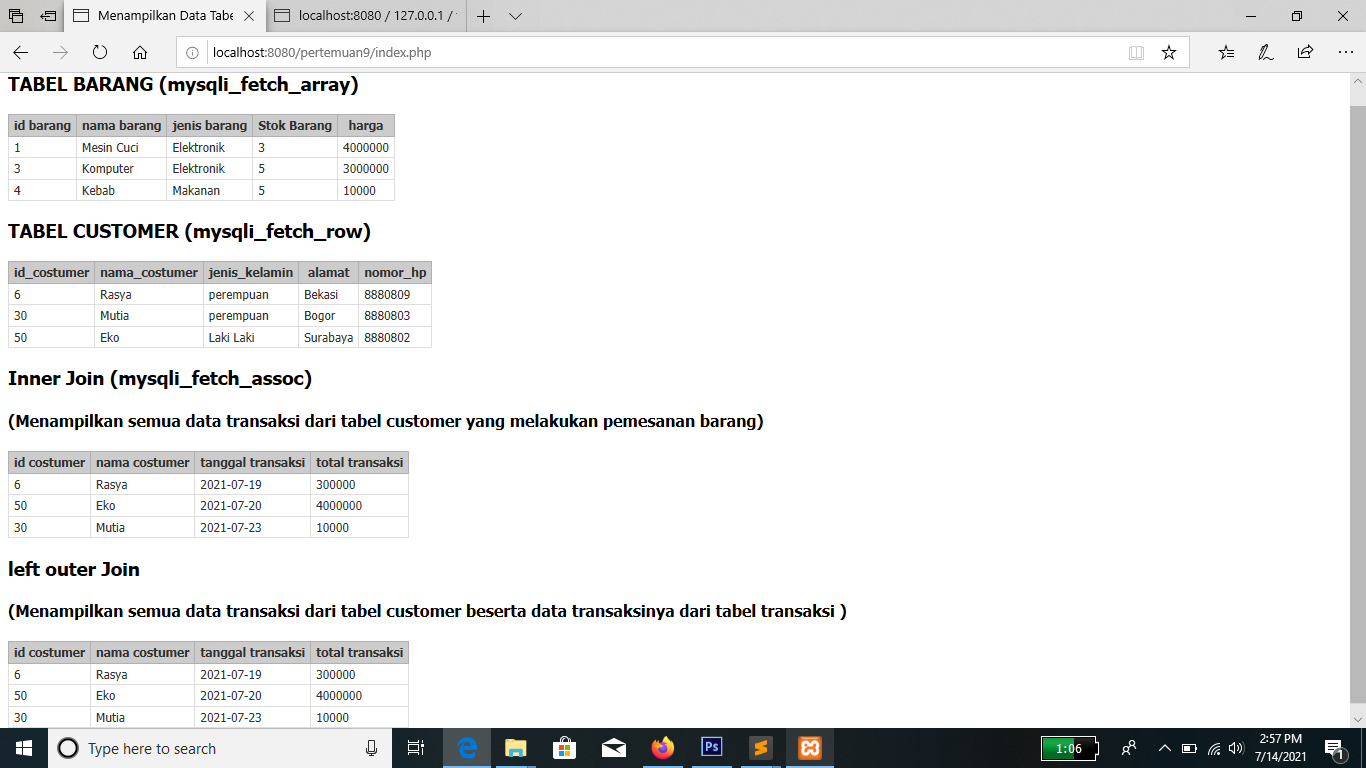 Menampilkan Data Tabe
localhost:8080 / 127.0.0.1 /
localhost:8080/pertemuan9/index.php
TABEL BARANG (mysqli_fetch_array)
id barang nama barang jenis barang Stok Barang harga
1 Mesin Cuci Elektronik 3 4000000
3 Komputer Elektronik 5 3000000
4 Kebab Makanan 5 10000
TABEL CUSTOMER (mysqli_fetch_row)
id_costumer nama_costumer jenis_kelamin alamat nomor_hp
6 Rasya perempuan Bekasi 8880809
30 Mutia perempuan Bogor 8880803
50 Eko Laki Laki Surabaya 8880802
Inner Join (mysqli_fetch_assoc)
(Menampilkan semua data transaksi dari tabel customer yang melakukan pemesanan barang)
id costumer nama costumer tanggal transaksi total transaksi
6 Rasya 2021-07-19 300000
50 Eko 2021-07-20 4000000
30 Mutia 2021-07-23 10000
left outer Join
(Menampilkan semua data transaksi dari tabel customer beserta data transaksinya dari tabel transaksi )
id costumer nama costumer tanggal transaksi total transaksi
6 Rasya 2021-07-19 300000
50 Eko 2021-07-20 4000000
30 Mutia 2021-07-23 10000
Type here to search
Ps
1:06
2:57 PM
7/14/2021
1